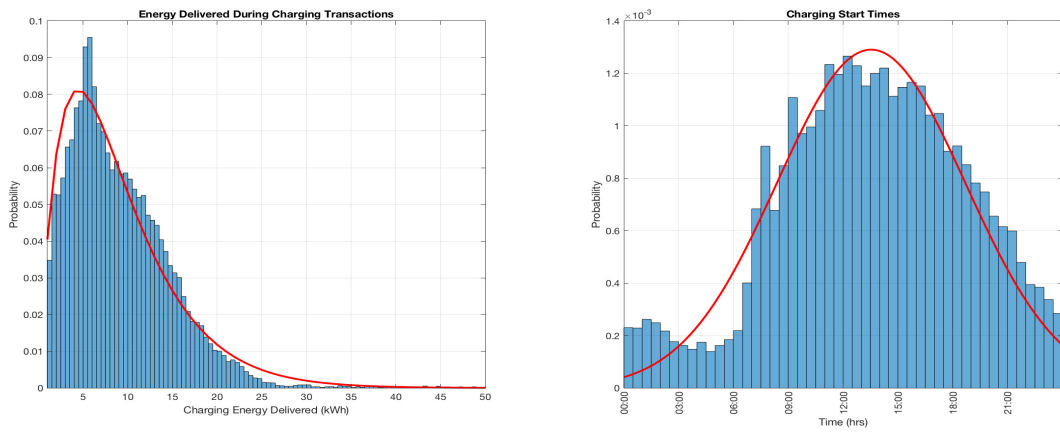 Energy Delivered During Charging Transactions
0.1
0.09
0.08
0.07
0.06
0.05
0.04
0.03
0.02
0.01
0
Probability
5 10 15 20 25 30 35 40 45 50
Charging Energy Delivered (kWh)
Charging Start Times
×10-3
1.4
1.2
1
0.8
0.6
0.4
0.2
0
Probability
00:00 03:00 06:00 09:00 12:00 15:00 18:00 21:00
Time (hrs)